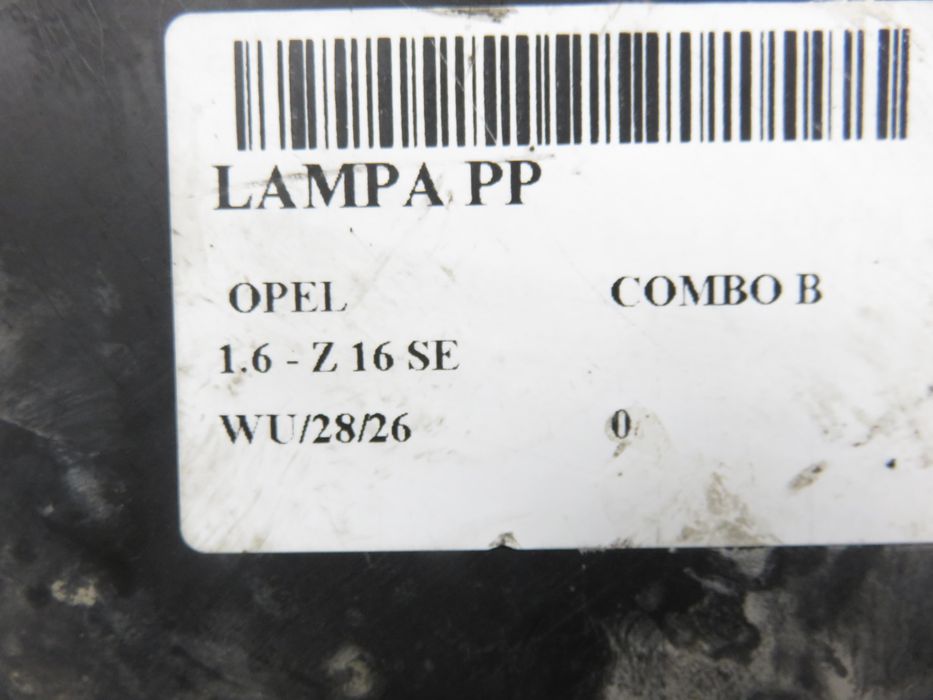 LAMPA PP
OPEL COMBO B
1.6 - Z 16 SE
WU/28/26 0